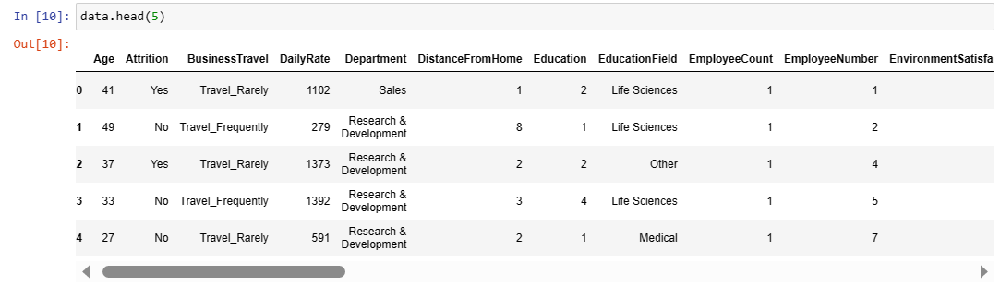 In [10]: data.head(5)
Out[10]:
Age Attrition BusinessTravel DailyRate Department DistanceFromHome Education EducationField EmployeeCount EmployeeNumber EnvironmentSatisfa
0 41 Yes Travel_Rarely 1102 Sales 1 2 Life Sciences 1 1
1 49 No Travel_Frequently 279 Research & Development 8 1 Life Sciences 1 2
2 37 Yes Travel_Rarely 1373 Research & Development 2 2 Other 1 4
3 33 No Travel_Frequently 1392 Research & Development 3 4 Life Sciences 1 5
4 27 No Travel_Rarely 591 Research & Development 2 1 Medical 1 7